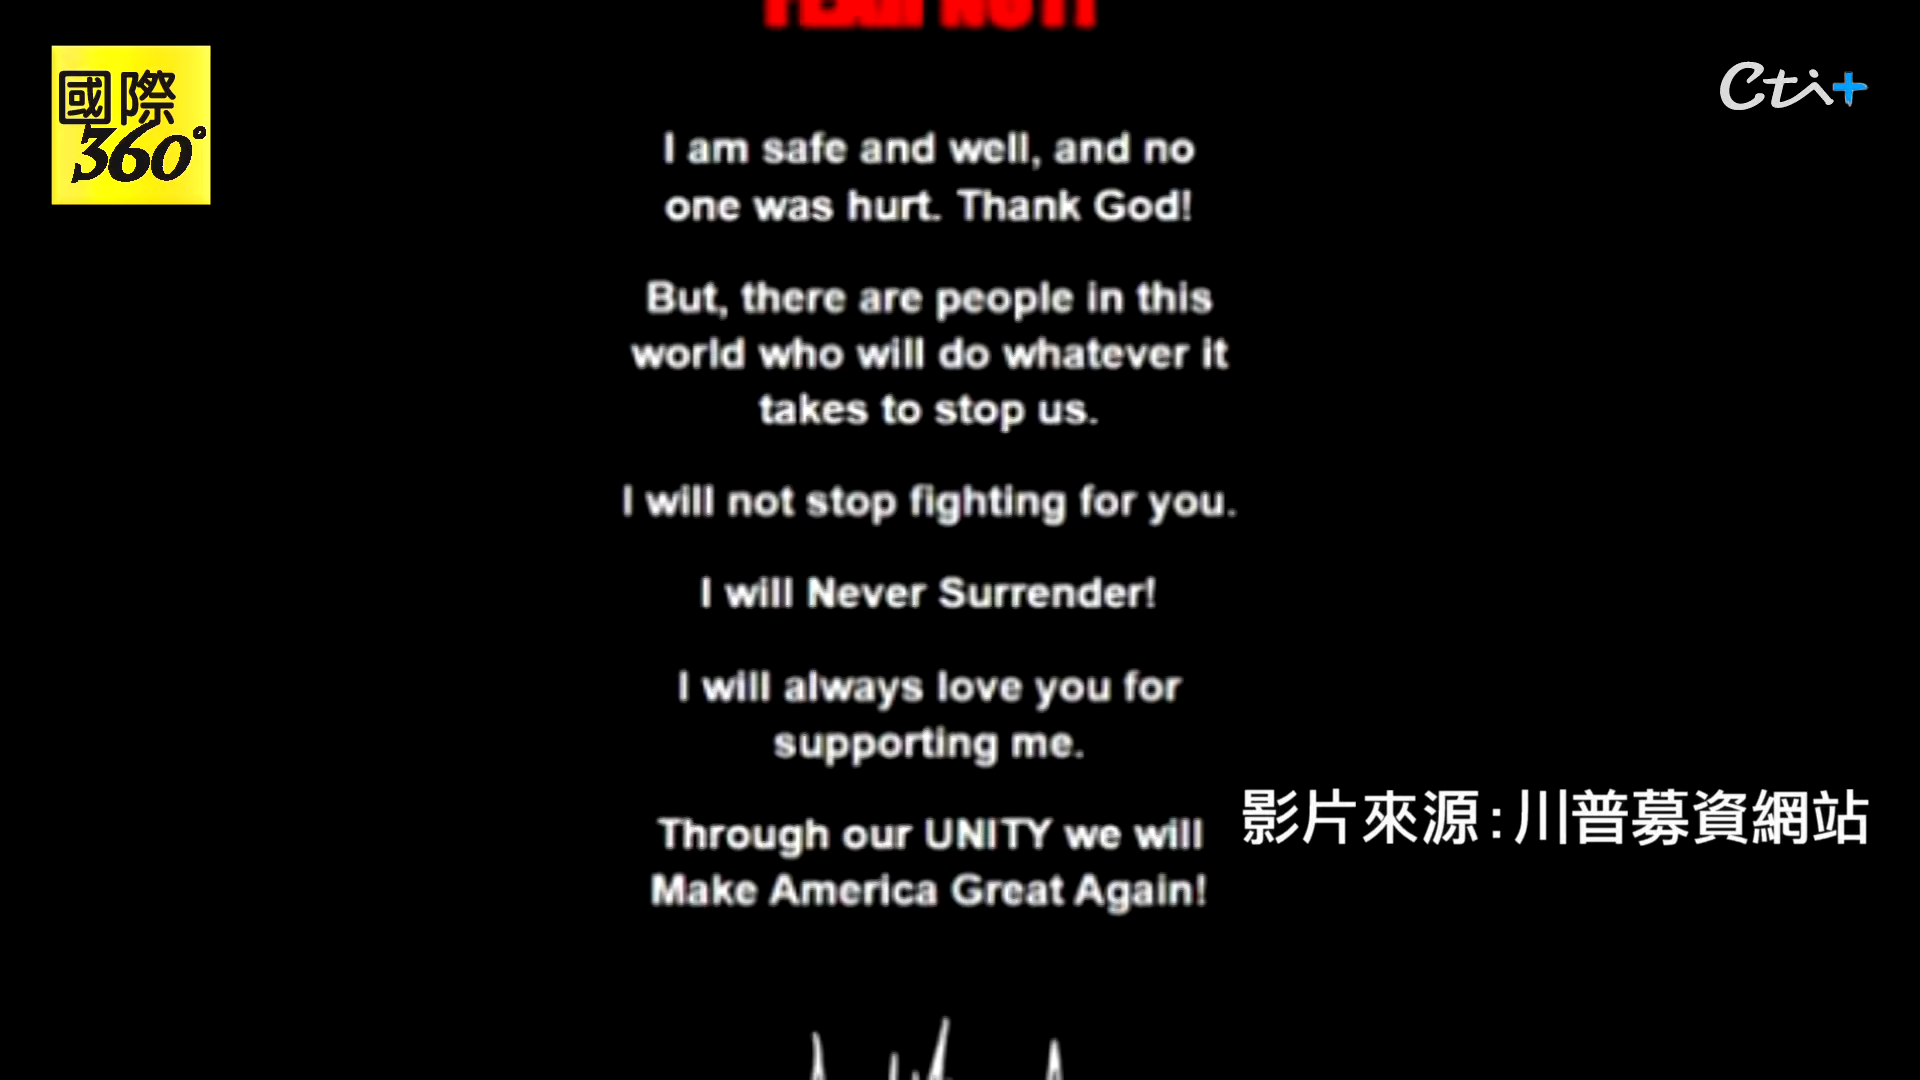 FEAR NOT!
國際
360°
Cti+
I am safe and well, and no
one was hurt. Thank God!
But, there are people in this
world who will do whatever it
takes to stop us.
I will not stop fighting for you.
I will Never Surrender!
I will always love you for
supporting me.
影片來源:川普募資網站
Through our UNITY we will
Make America Great Again!